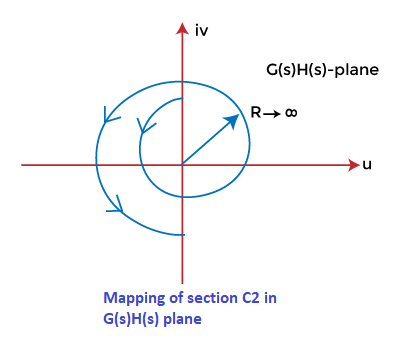 iv
G(s)H(s)-plane
R→ ∞
u
Mapping of section C2 in
G(s)H(s) plane